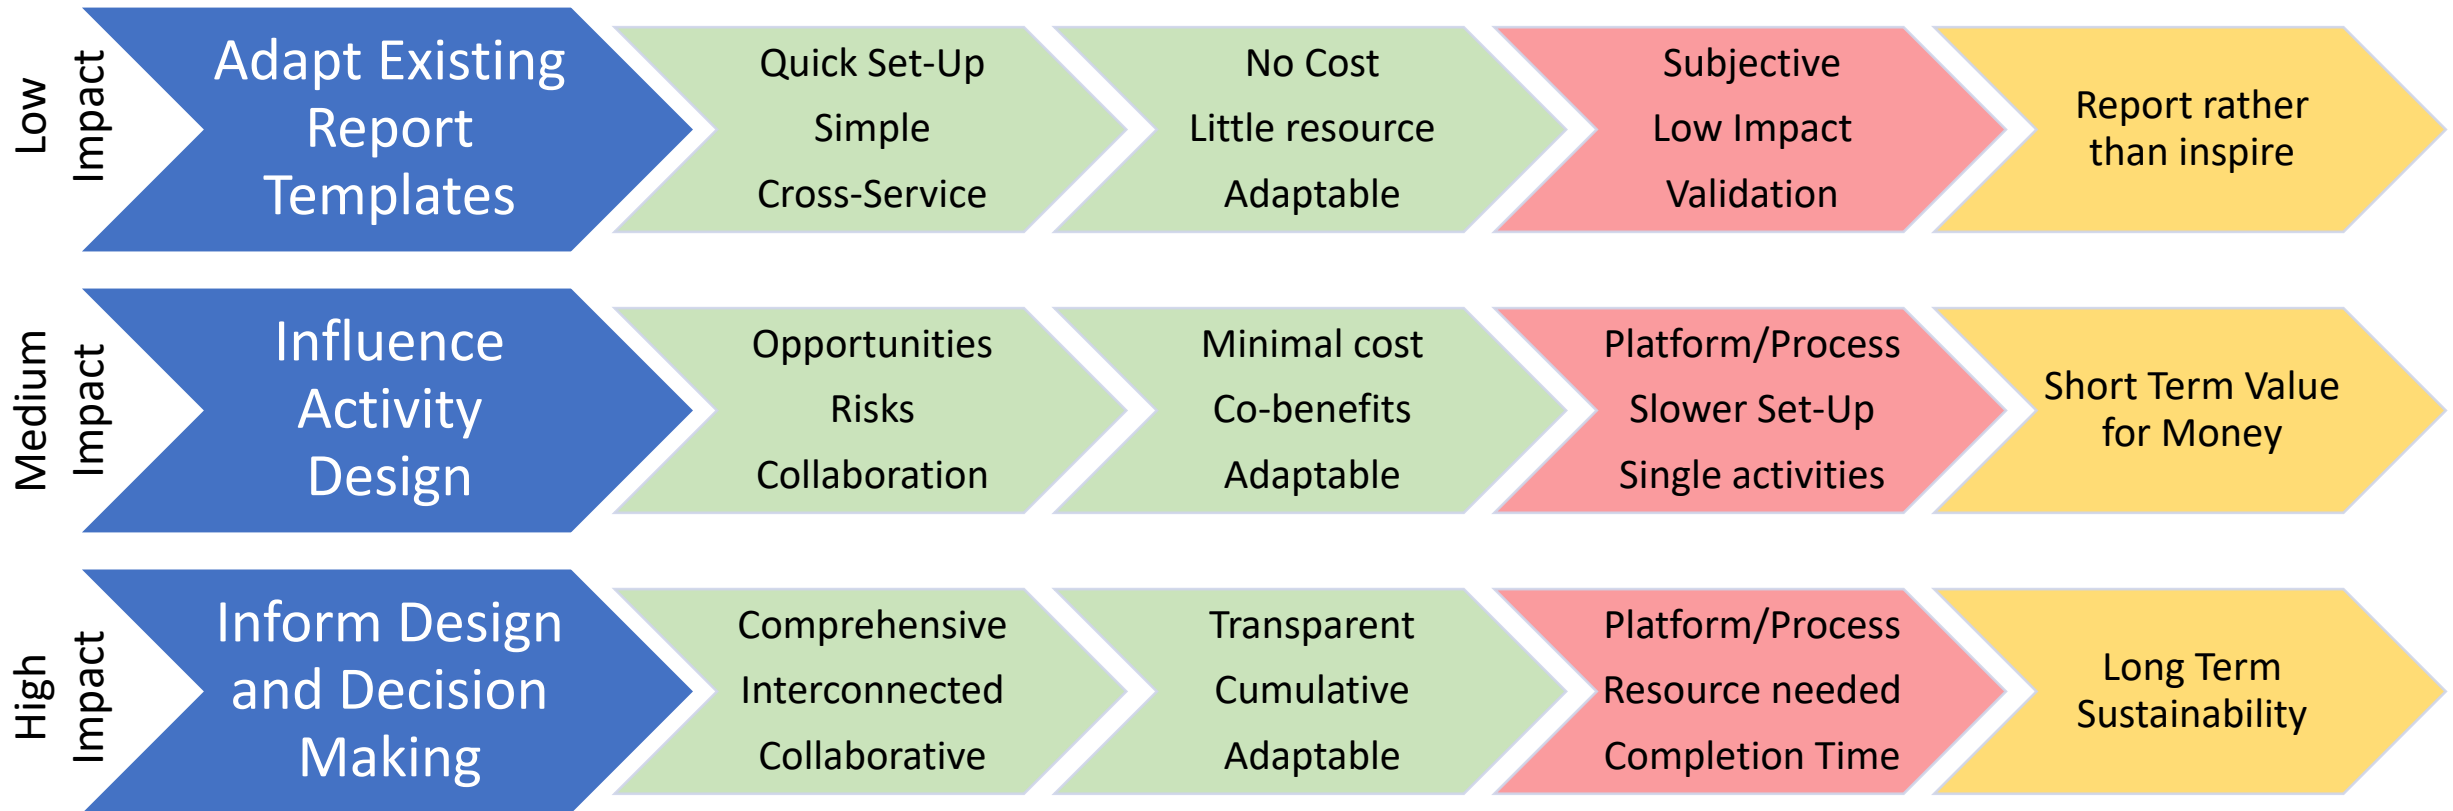 Low
Impact
Adapt Existing
Report
Templates
Quick Set-Up
Simple
Cross-Service
No Cost
Little resource
Adaptable
Subjective
Low Impact
Validation
Report rather
than inspire
Medium
Impact
Influence
Activity
Design
Opportunities
Risks
Collaboration
Minimal cost
Co-benefits
Adaptable
Platform/Process
Slower Set-Up
Single activities
Short Term Value
for Money
High
Impact
Inform Design
and Decision
Making
Comprehensive
Interconnected
Collaborative
Transparent
Cumulative
Adaptable
Platform/Process
Resource needed
Completion Time
Long Term
Sustainability